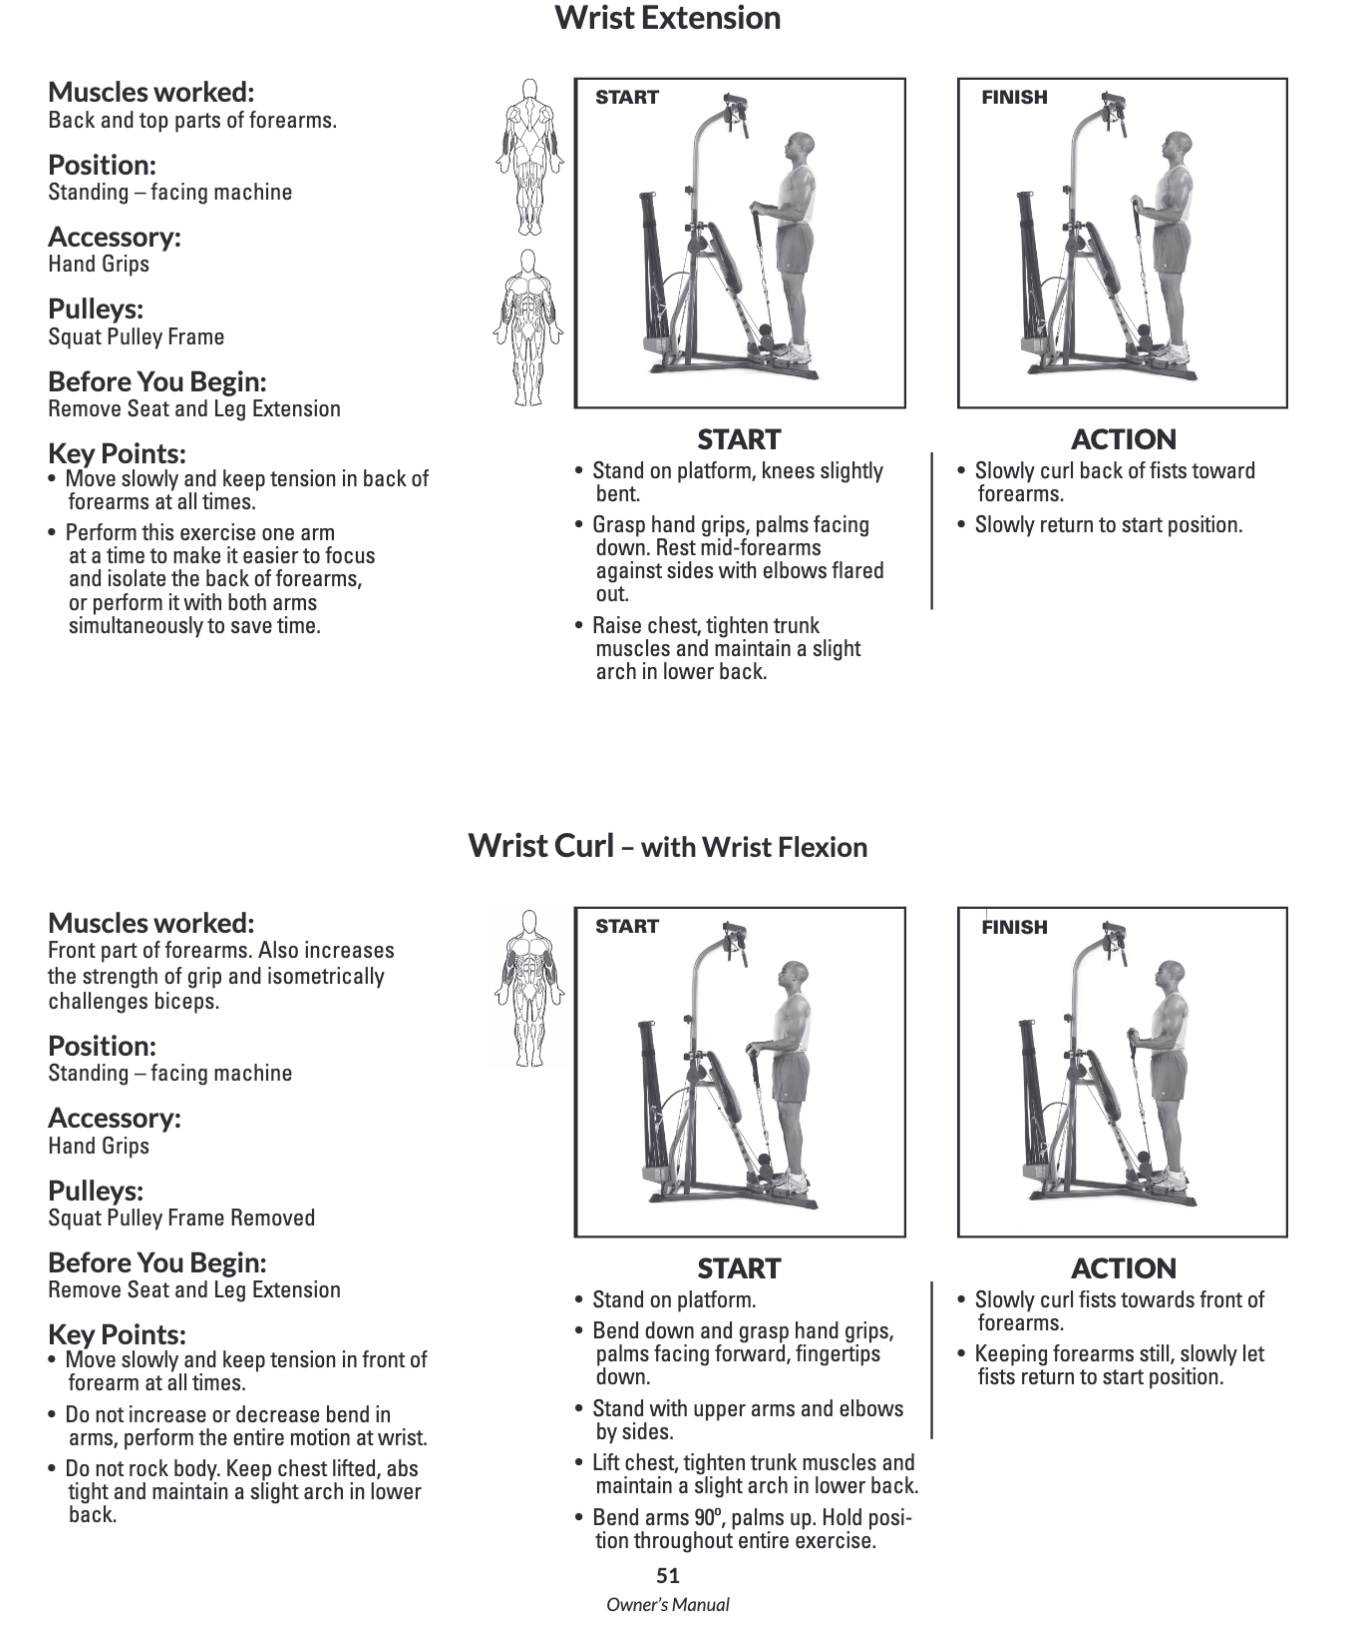 Wrist Extension
Muscles worked:
Back and top parts of forearms.
Position:
Standing – facing machine
Accessory:
Hand Grips
Pulleys:
Squat Pulley Frame
Before You Begin:
Remove Seat and Leg Extension
Key Points:
• Move slowly and keep tension in back of
forearms at all times.
• Perform this exercise one arm
at a time to make it easier to focus
and isolate the back of forearms,
or perform it with both arms
simultaneously to save time.
START
FINISH
START
• Stand on platform, knees slightly
bent.
• Grasp hand grips, palms facing
down. Rest mid-forearms
against sides with elbows flared
out.
• Raise chest, tighten trunk
muscles and maintain a slight
arch in lower back.
ACTION
• Slowly curl back of fists toward
forearms.
• Slowly return to start position.
Wrist Curl – with Wrist Flexion
Muscles worked:
Front part of forearms. Also increases
the strength of grip and isometrically
challenges biceps.
Position:
Standing – facing machine
Accessory:
Hand Grips
Pulleys:
Squat Pulley Frame Removed
Before You Begin:
Remove Seat and Leg Extension
Key Points:
• Move slowly and keep tension in front of
forearm at all times.
• Do not increase or decrease bend in
arms, perform the entire motion at wrist.
• Do not rock body. Keep chest lifted, abs
tight and maintain a slight arch in lower
back.
START
FINISH
START
• Stand on platform.
• Bend down and grasp hand grips,
palms facing forward, fingertips
down.
• Stand with upper arms and elbows
by sides.
• Lift chest, tighten trunk muscles and
maintain a slight arch in lower back.
• Bend arms 90º, palms up. Hold posi-
tion throughout entire exercise.
ACTION
• Slowly curl fists towards front of
forearms.
• Keeping forearms still, slowly let
fists return to start position.
51
Owner's Manual